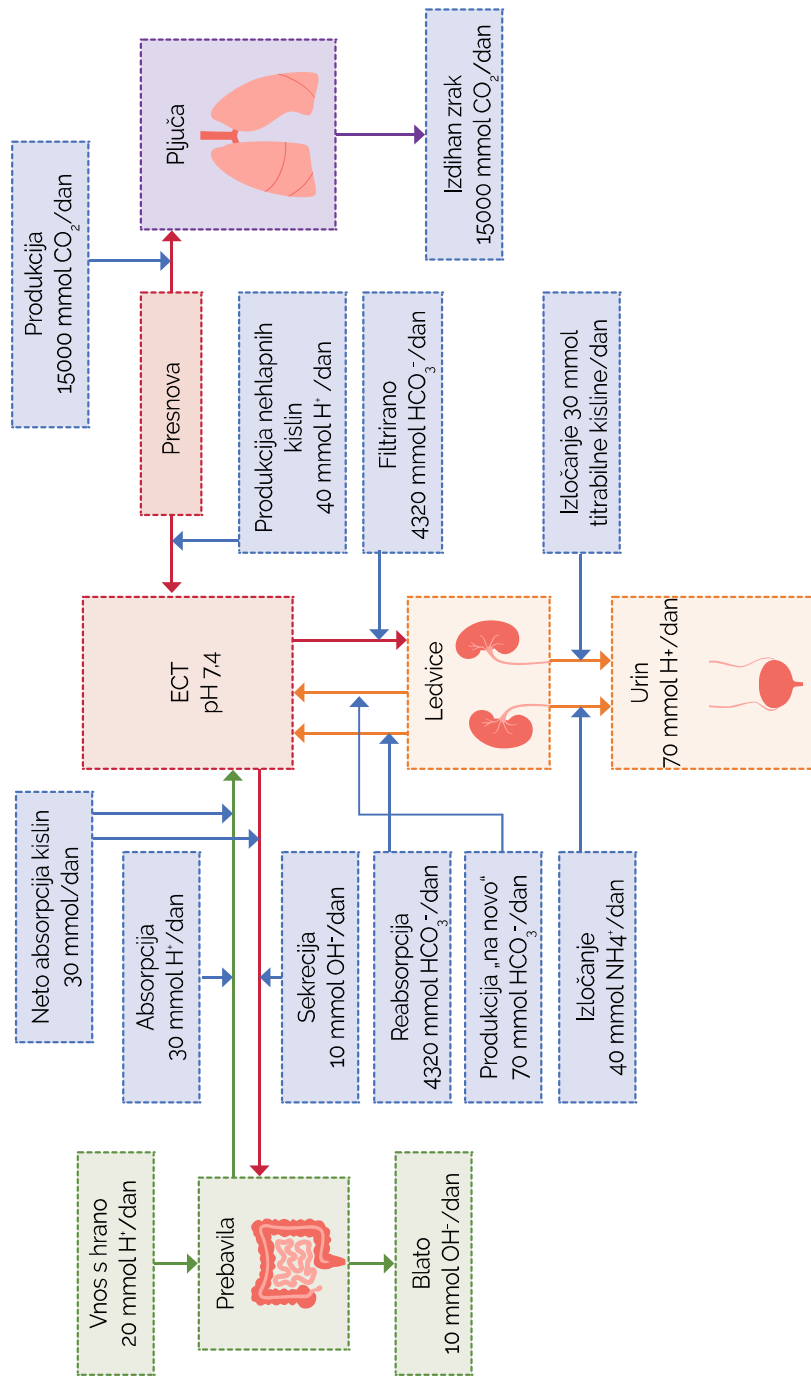 Vnos s hrano
20 mmol H⁺/dan
Prebavila
Blato
10 mmol OH⁻/dan
Neto absorpcija kislin
30 mmol/dan
Absorpcija
30 mmol H⁺/dan
Sekrecija
10 mmol OH⁻/dan
Reabsorpcija
4320 mmol HCO₃⁻/dan
Produkcija „na novo“
70 mmol HCO₃⁻/dan
Izločanje
40 mmol NH4⁺/dan
ECT
pH 7,4
Ledvice
Urin
70 mmol H+/dan
Produkcija
15000 mmol CO₂/dan
Presnova
Produkcija nehlapnih
kislin
40 mmol H⁺/dan
Filtrirano
4320 mmol HCO₃⁻/dan
Izločanje 30 mmol
titrabilne kisline/dan
Pljuča
Izdihan zrak
15000 mmol CO₂/dan